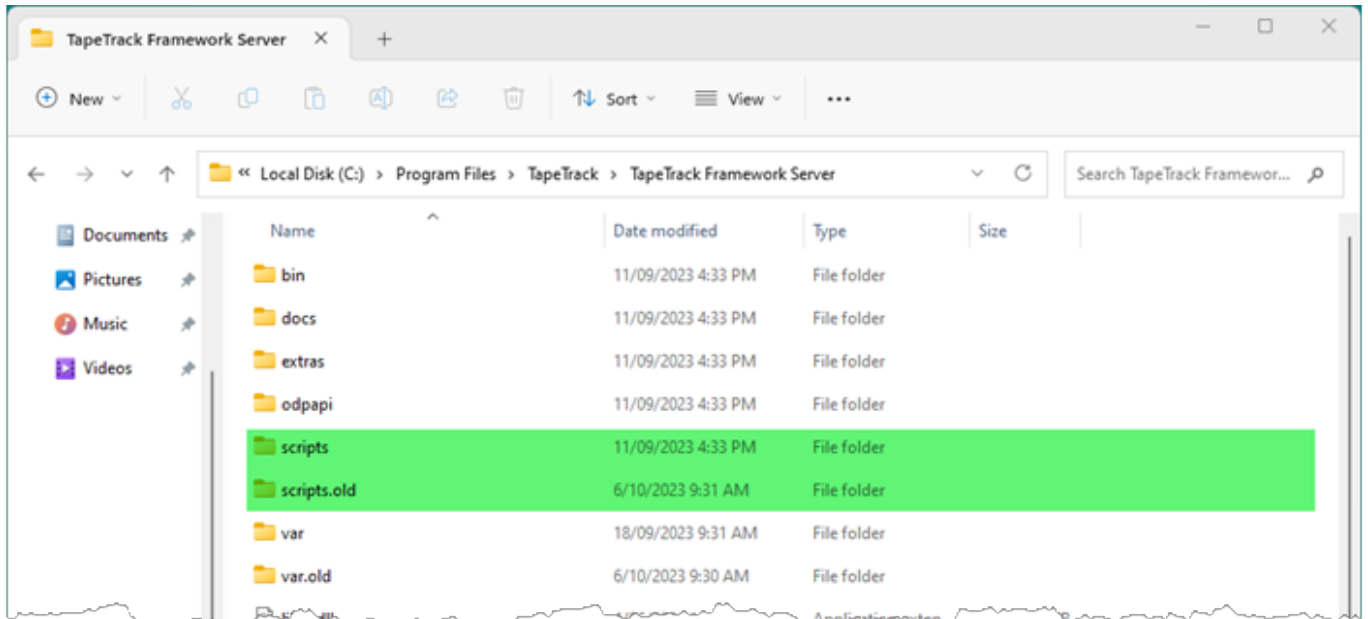 TapeTrack Framework Server
New
Sort
View
Local Disk (C:) > Program Files > TapeTrack > TapeTrack Framework Server
Search TapeTrack Framewor...
Documents
Pictures
Music
Videos
Name Date modified Type Size
bin 11/09/2023 4:33 PM File folder
docs 11/09/2023 4:33 PM File folder
extras 11/09/2023 4:33 PM File folder
odpapi 11/09/2023 4:33 PM File folder
scripts 11/09/2023 4:33 PM File folder
scripts.old 6/10/2023 9:31 AM File folder
var 18/09/2023 9:31 AM File folder
var.old 6/10/2023 9:30 AM File folder